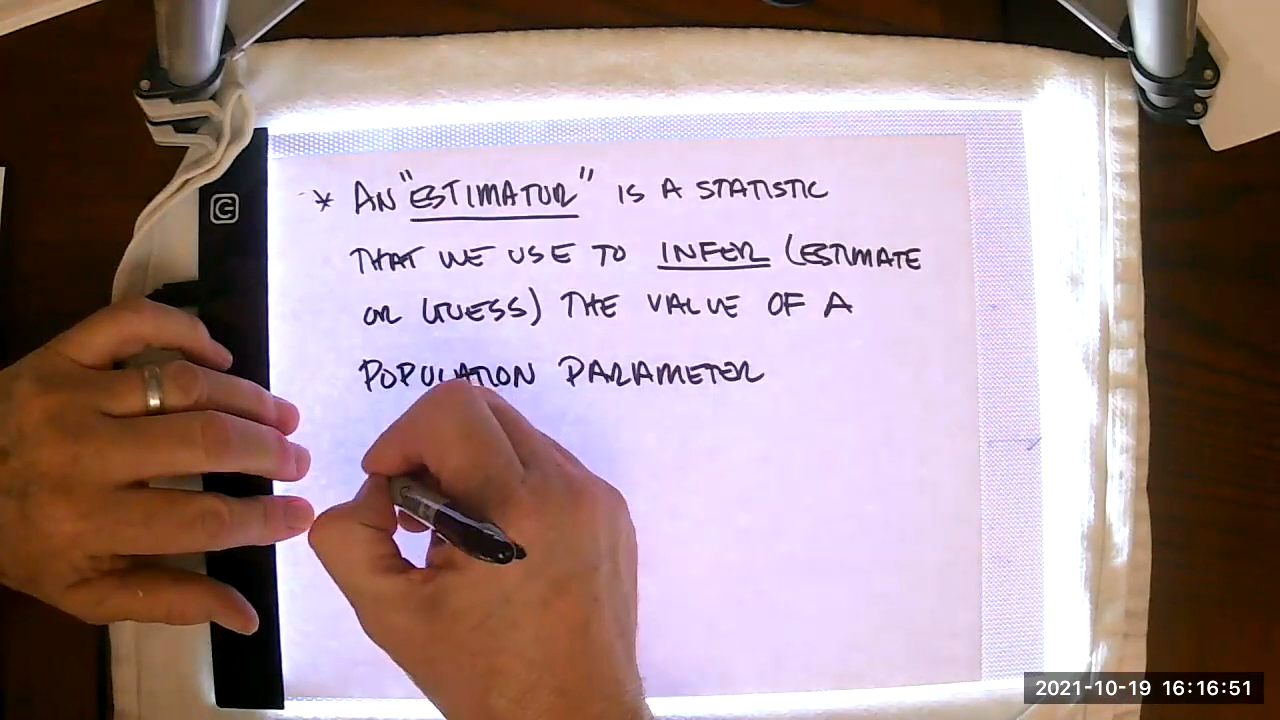 * AN "ESTIMATOR" IS A STATISTIC
THAT WE USE TO INFER (ESTIMATE
OR GUESS) THE VALUE OF A
POPULATION PARAMETER
2021-10-19 16:16:51